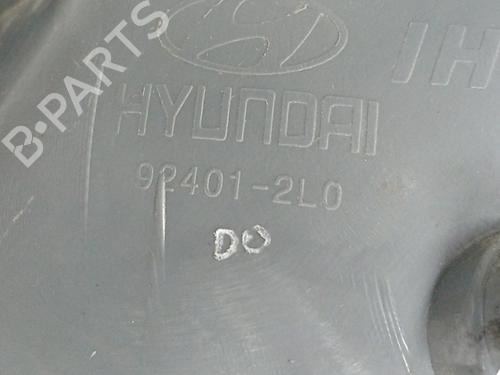 B-PARTS
IH
HYUNDAI
92401-2L0
DO